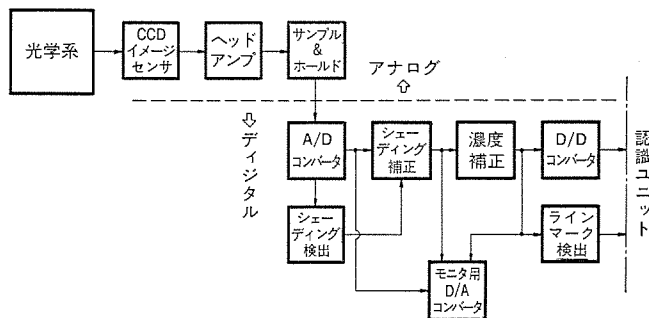 光学系
CCD
イメージ
センサ
ヘッド
アンプ
サンプル
&
ホールド
アナログ
ディジタル
A/D
コンバータ
シェー
ディング
補正
濃度
補正
D/D
コンバータ
認識ユニット
シェー
ディング
検出
ライン
マーク
検出
モニタ用
D/A
コンバータ